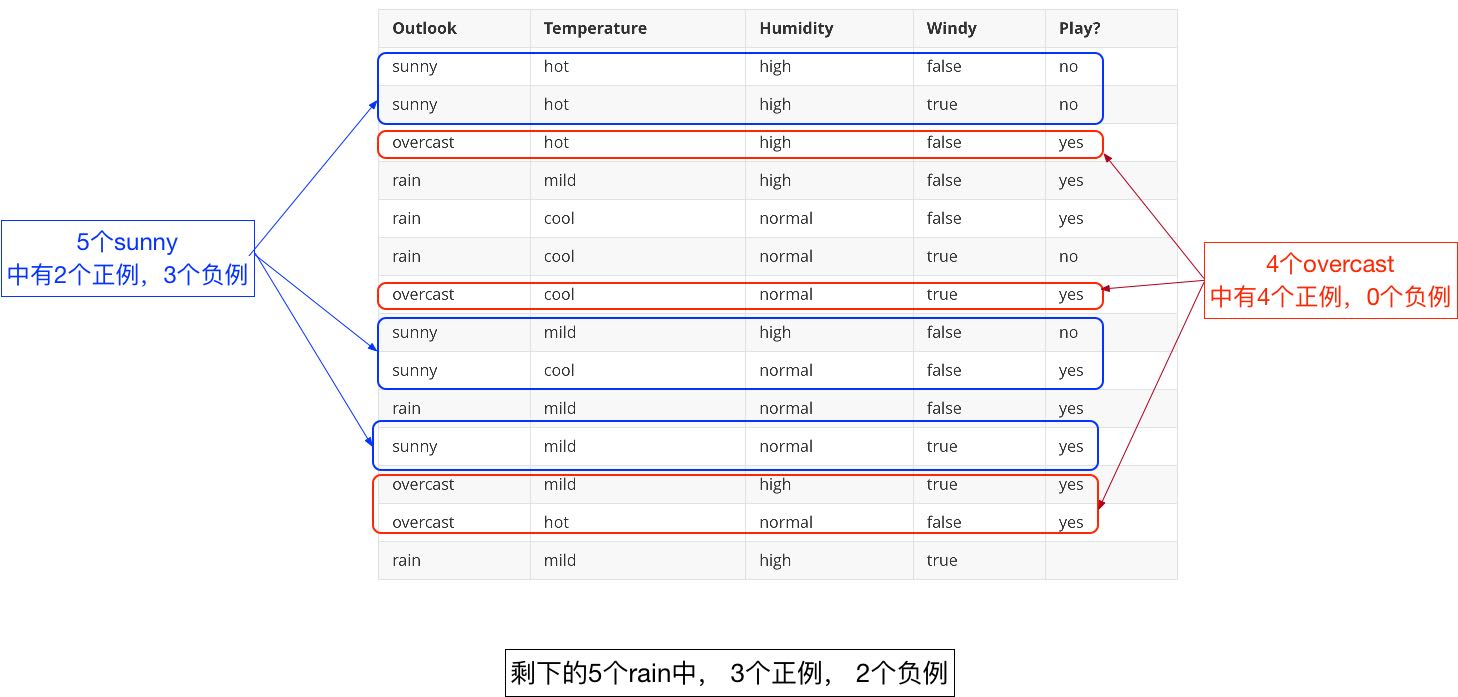 Outlook Temperature Humidity Windy Play?
sunny hot high false no
sunny hot high true no
overcast hot high false yes
rain mild high false yes
rain cool normal false yes
rain cool normal true no
overcast cool normal true yes
sunny mild high false no
sunny cool normal false yes
rain mild normal false yes
sunny mild normal true yes
overcast mild high true yes
overcast hot normal false yes
rain mild high true
5个sunny
中有2个正例，3个负例
4个overcast
中有4个正例，0个负例
剩下的5个rain中， 3个正例， 2个负例